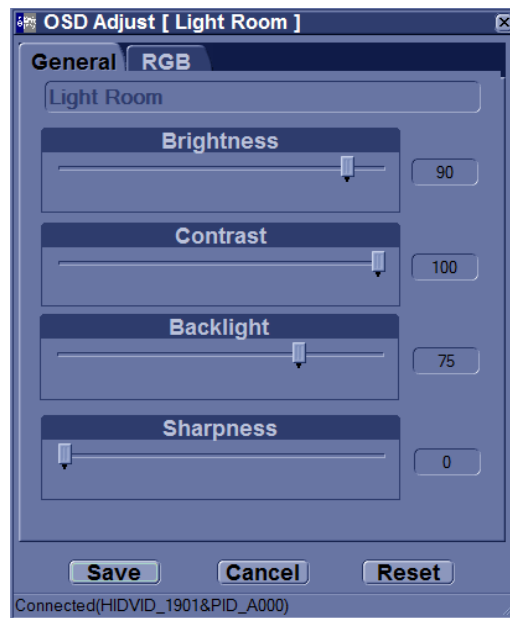 OSD Adjust [ Light Room ]
General RGB
Light Room
Brightness
90
Contrast
100
Backlight
75
Sharpness
0
Save Cancel Reset
Connected(HIDVID_1901&PID_A000)